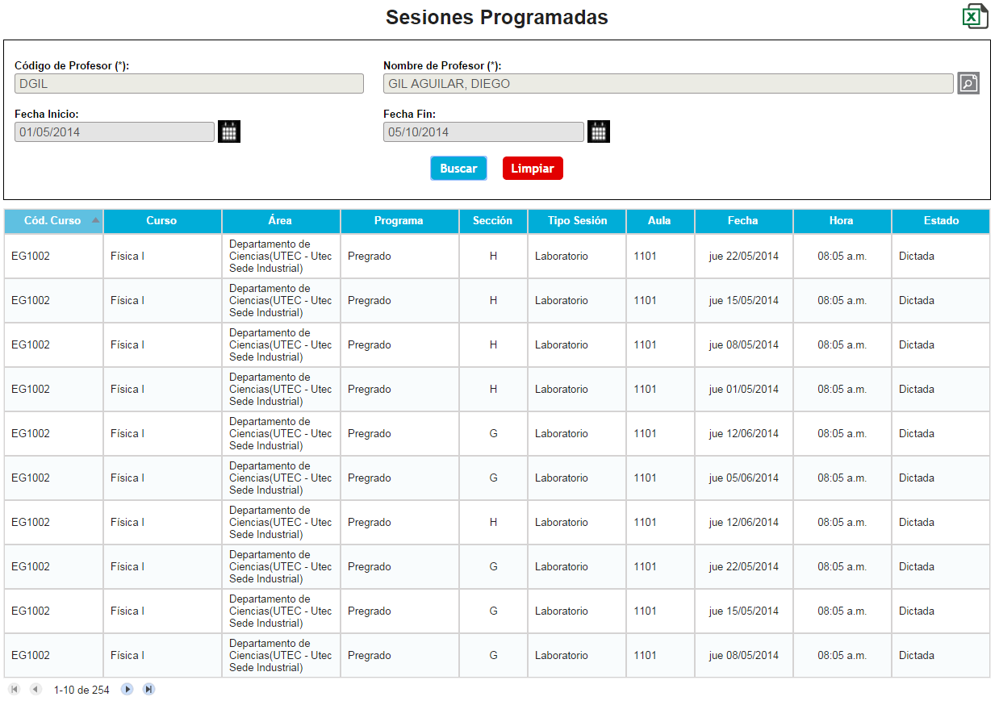 Sesiones Programadas
Código de Profesor (*):
Nombre de Profesor (*):
DGIL
GIL AGUILAR, DIEGO
Fecha Inicio:
Fecha Fin:
01/05/2014
05/10/2014
Buscar
Limpiar
Cód. Curso Curso Área Programa Sección Tipo Sesión Aula Fecha Hora Estado
Departamento de
EG1002 Física I Ciencias(UTEC - Utec Pregrado H Laboratorio 1101 jue 22/05/2014 08:05 a.m. Dictada
Sede Industrial)
Departamento de
EG1002 Física I Ciencias(UTEC - Utec Pregrado H Laboratorio 1101 jue 15/05/2014 08:05 a.m. Dictada
Sede Industrial)
Departamento de
EG1002 Física I Ciencias(UTEC - Utec Pregrado H Laboratorio 1101 jue 08/05/2014 08:05 a.m. Dictada
Sede Industrial)
Departamento de
EG1002 Física I Ciencias(UTEC - Utec Pregrado H Laboratorio 1101 jue 01/05/2014 08:05 a.m. Dictada
Sede Industrial)
Departamento de
EG1002 Física I Ciencias(UTEC - Utec Pregrado G Laboratorio 1101 jue 12/06/2014 08:05 a.m. Dictada
Sede Industrial)
Departamento de
EG1002 Física I Ciencias(UTEC - Utec Pregrado G Laboratorio 1101 jue 05/06/2014 08:05 a.m. Dictada
Sede Industrial)
Departamento de
EG1002 Física I Ciencias(UTEC - Utec Pregrado H Laboratorio 1101 jue 12/06/2014 08:05 a.m. Dictada
Sede Industrial)
Departamento de
EG1002 Física I Ciencias(UTEC - Utec Pregrado G Laboratorio 1101 jue 22/05/2014 08:05 a.m. Dictada
Sede Industrial)
Departamento de
EG1002 Física I Ciencias(UTEC - Utec Pregrado G Laboratorio 1101 jue 15/05/2014 08:05 a.m. Dictada
Sede Industrial)
Departamento de
EG1002 Física I Ciencias(UTEC - Utec Pregrado G Laboratorio 1101 jue 08/05/2014 08:05 a.m. Dictada
Sede Industrial)
1-10 de 254